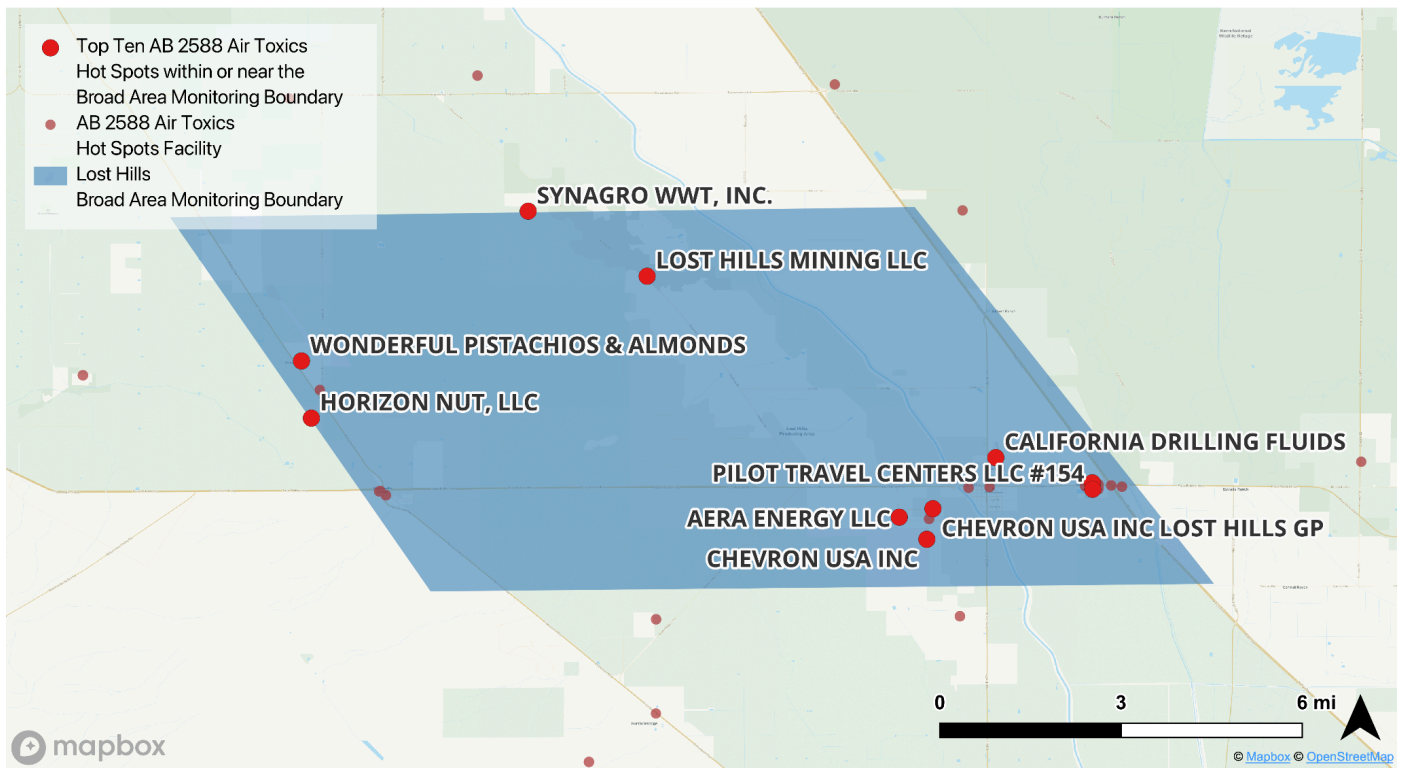 Top Ten AB 2588 Air Toxics
Hot Spots within or near the
Broad Area Monitoring Boundary
AB 2588 Air Toxics
Hot Spots Facility
Lost Hills
Broad Area Monitoring Boundary
SYNAGRO WWT, INC.
LOST HILLS MINING LLC
WONDERFUL PISTACHIOS & ALMONDS
HORIZON NUT, LLC
CALIFORNIA DRILLING FLUIDS
PILOT TRAVEL CENTERS LLC #154
AERA ENERGY LLC
CHEVRON USA INC LOST HILLS GP
CHEVRON USA INC
0 3 6 mi
mapbox
© Mapbox © OpenStreetMap